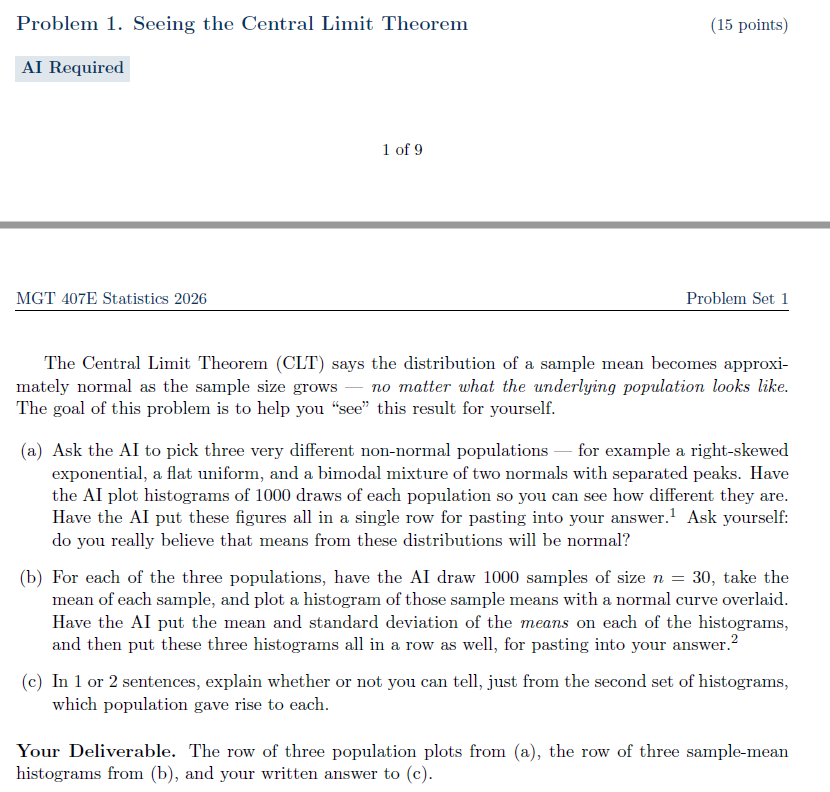 Problem 1. Seeing the Central Limit Theorem (15 points)
AI Required
1 of 9
MGT 407E Statistics 2026 Problem Set 1
The Central Limit Theorem (CLT) says the distribution of a sample mean becomes approxi-
mately normal as the sample size grows — no matter what the underlying population looks like.
The goal of this problem is to help you “see” this result for yourself.
(a) Ask the AI to pick three very different non-normal populations — for example a right-skewed
exponential, a flat uniform, and a bimodal mixture of two normals with separated peaks. Have
the AI plot histograms of 1000 draws of each population so you can see how different they are.
Have the AI put these figures all in a single row for pasting into your answer.1 Ask yourself:
do you really believe that means from these distributions will be normal?
(b) For each of the three populations, have the AI draw 1000 samples of size n = 30, take the
mean of each sample, and plot a histogram of those sample means with a normal curve overlaid.
Have the AI put the mean and standard deviation of the means on each of the histograms,
and then put these three histograms all in a row as well, for pasting into your answer.2
(c) In 1 or 2 sentences, explain whether or not you can tell, just from the second set of histograms,
which population gave rise to each.
Your Deliverable. The row of three population plots from (a), the row of three sample-mean
histograms from (b), and your written answer to (c).